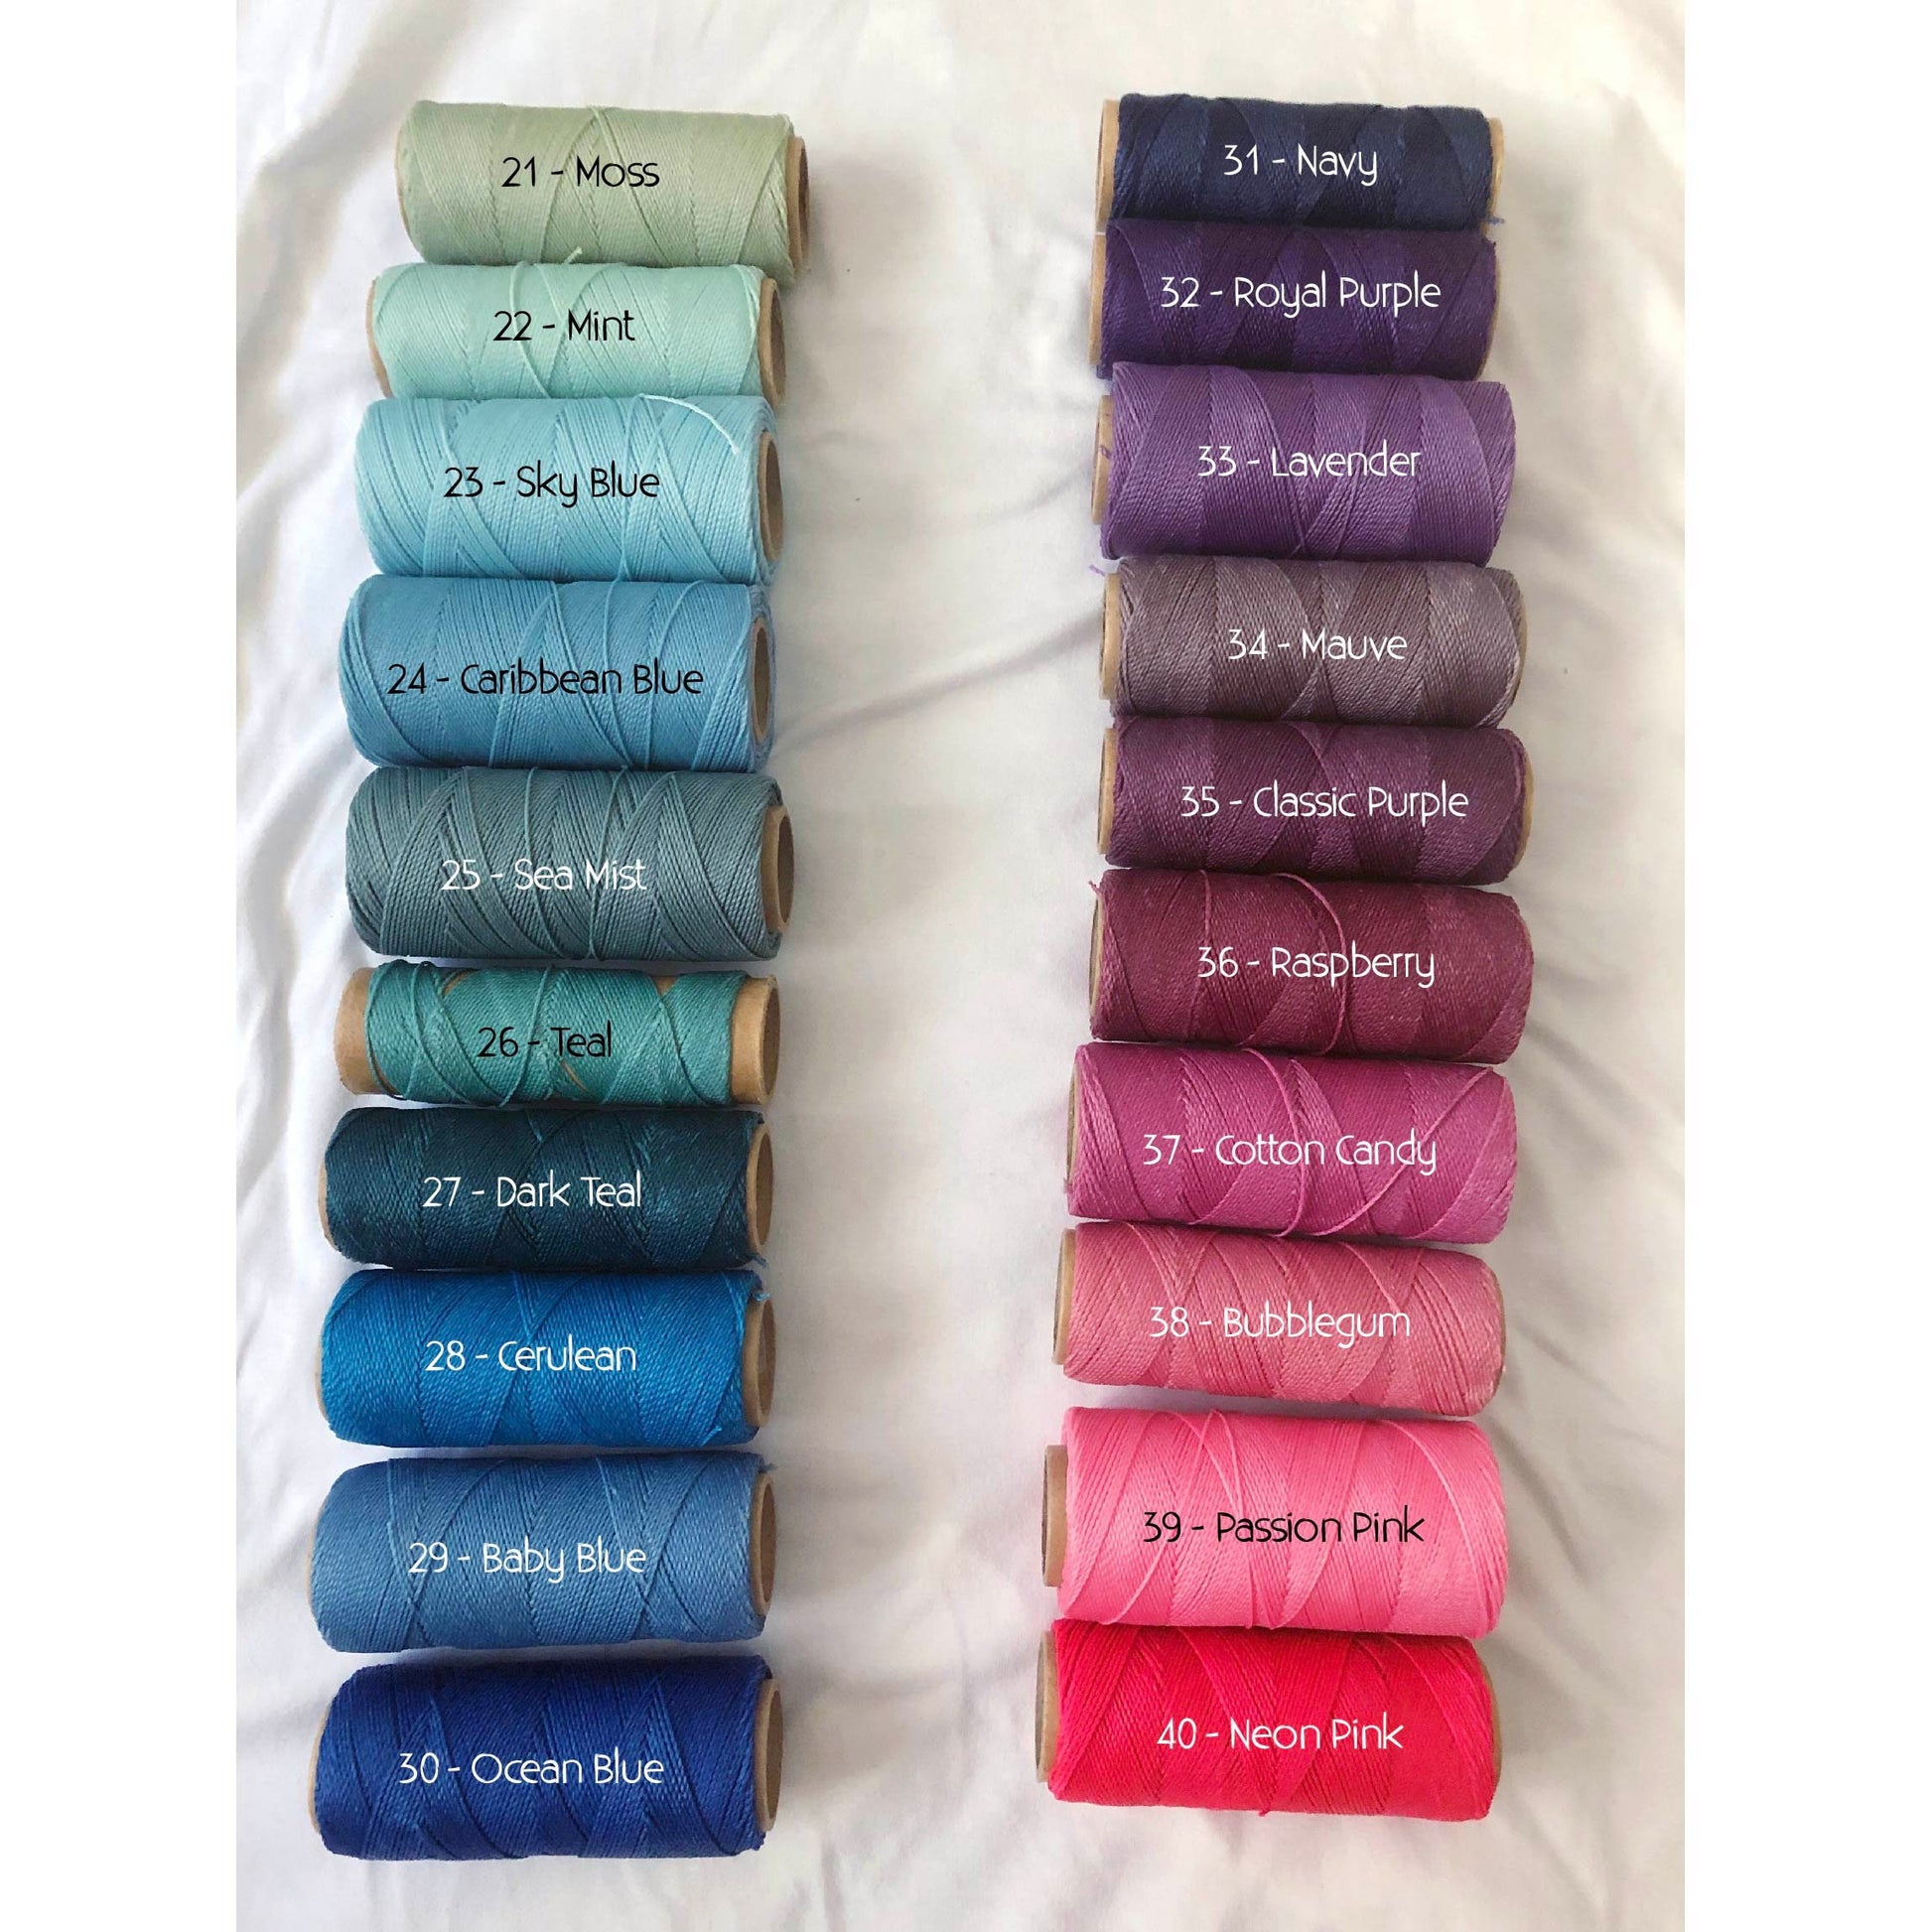 21 - Moss
22 - Mint
23 - Sky Blue
24 - Caribbean Blue
25 - Sea Mist
26 - Teal
27 - Dark Teal
28 - Cerulean
29 - Baby Blue
30 - Ocean Blue
31 - Navy
32 - Royal Purple
33 - Lavender
34 - Mauve
35 - Classic Purple
36 - Raspberry
37 - Cotton Candy
38 - Bubblegum
39 - Passion Pink
40 - Neon Pink